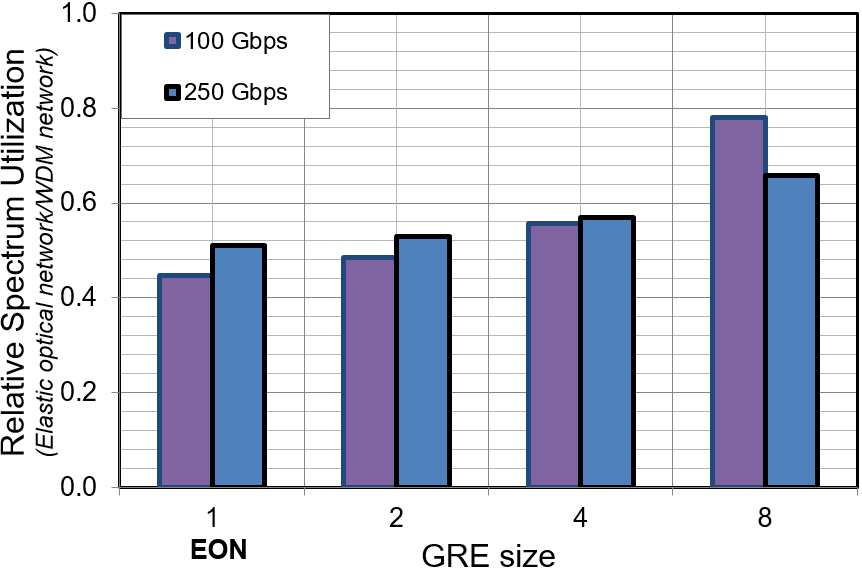 Relative Spectrum Utilization
(Elastic optical network/WDM network)
1.0
0.8
0.6
0.4
0.2
0.0
100 Gbps
250 Gbps
1 2 4 8
EON
GRE size